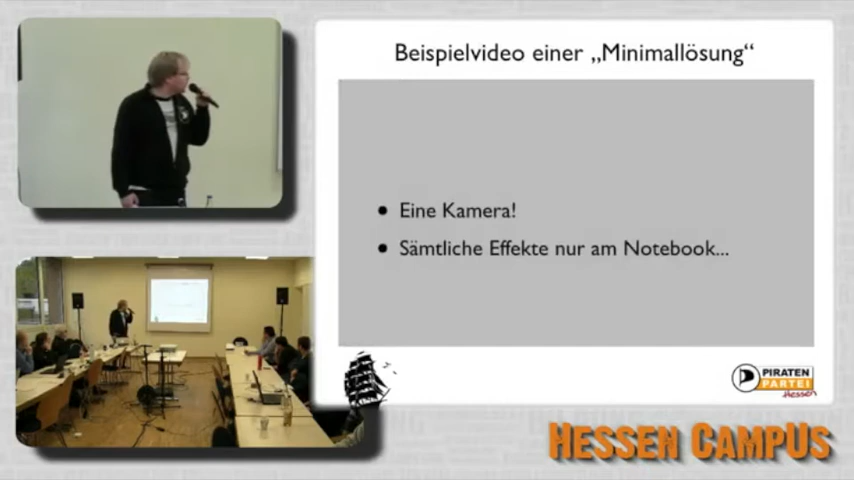 Beispielvideo einer „Minimallösung“
• Eine Kamera!
• Sämtliche Effekte nur am Notebook...
PIRATEN
PARTEI
Hessen
HESSEN CAMPUS